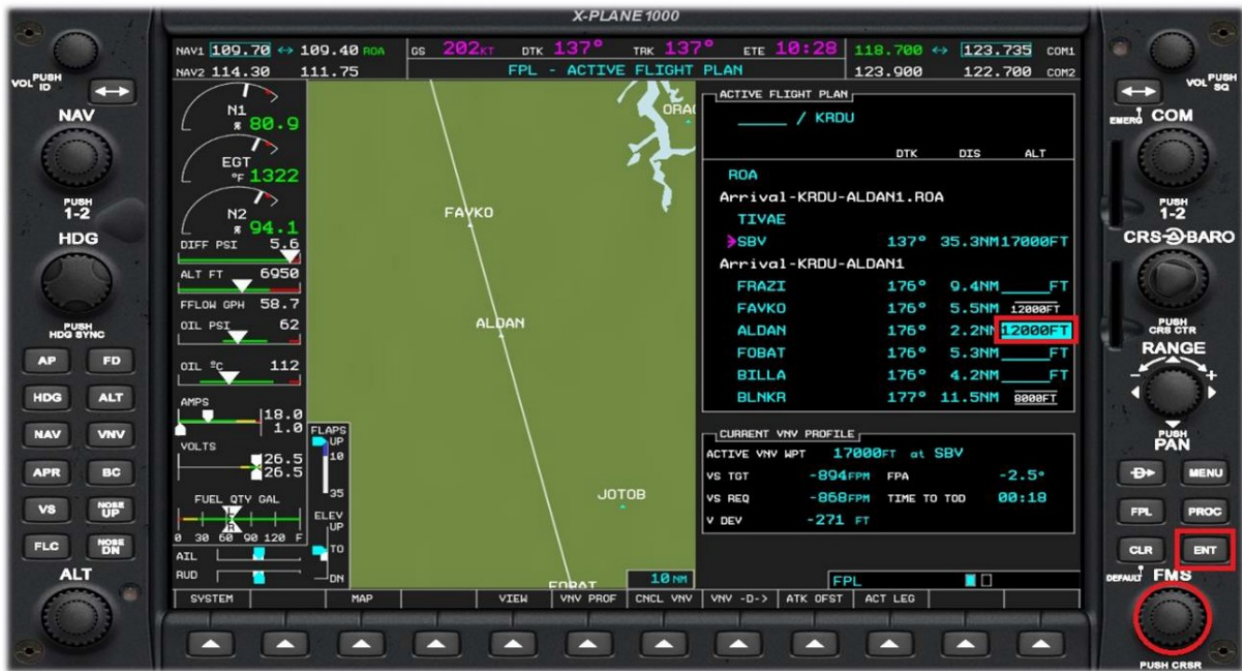 X-PLANE 1000
NAV1 109.70 ↔ 109.40 ROA
NAV2 114.30 111.75
GS 202KT DTK 137° TRK 137° ETE 10:28
FPL - ACTIVE FLIGHT PLAN
118.700 ↔ 123.735 COM1
123.900 122.700 COM2
VOL PUSH ID
NAV
PUSH 1-2
HDG
PUSH HDG SYNC
AP FD
HDG ALT
NAV VNV
APR BC
VS NOSE UP
FLC NOSE DN
ALT
N1
% 80.9
EGT
°F 1322
N2
% 94.1
DIFF PSI 5.6
ALT FT 6950
FFLOW GPH 58.7
OIL PSI 62
OIL °C 112
AMPS
18.0
1.0
VOLTS
26.5
26.5
FUEL QTY GAL
L
R
0 30 60 90 120 F
AIL
RUD
FLAPS
UP
10
35
ELEV
UP
TO
DN
ORA
FAVKO
ALDAN
JOTOB
FOBAT
10 NM
ACTIVE FLIGHT PLAN
_____ / KRDU
DTK DIS ALT
ROA
Arrival-KRDU-ALDAN1.ROA
TIVAE
SBV 137° 35.3NM 17000FT
Arrival-KRDU-ALDAN1
FRAZI 176° 9.4NM _____FT
FAVKO 176° 5.5NM 12000FT
ALDAN 176° 2.2NM 12000FT
FOBAT 176° 5.3NM _____FT
BILLA 176° 4.2NM _____FT
BLNKR 177° 11.5NM 8000FT
CURRENT VNV PROFILE
ACTIVE VNV WPT 17000FT at SBV
VS TGT -894FPM FPA -2.5°
VS REQ -868FPM TIME TO TOD 00:18
V DEV -271 FT
FPL
SYSTEM MAP VIEW VNV PROF CNCL VNV VNV -D-> ATK OFST ACT LEG
VOL PUSH SQ
EMERG COM
PUSH 1-2
CRS BARO
PUSH CRS CTR
RANGE
- +
PUSH PAN
D MENU
FPL PROC
CLR ENT
DEFAULT FMS
PUSH CRSR